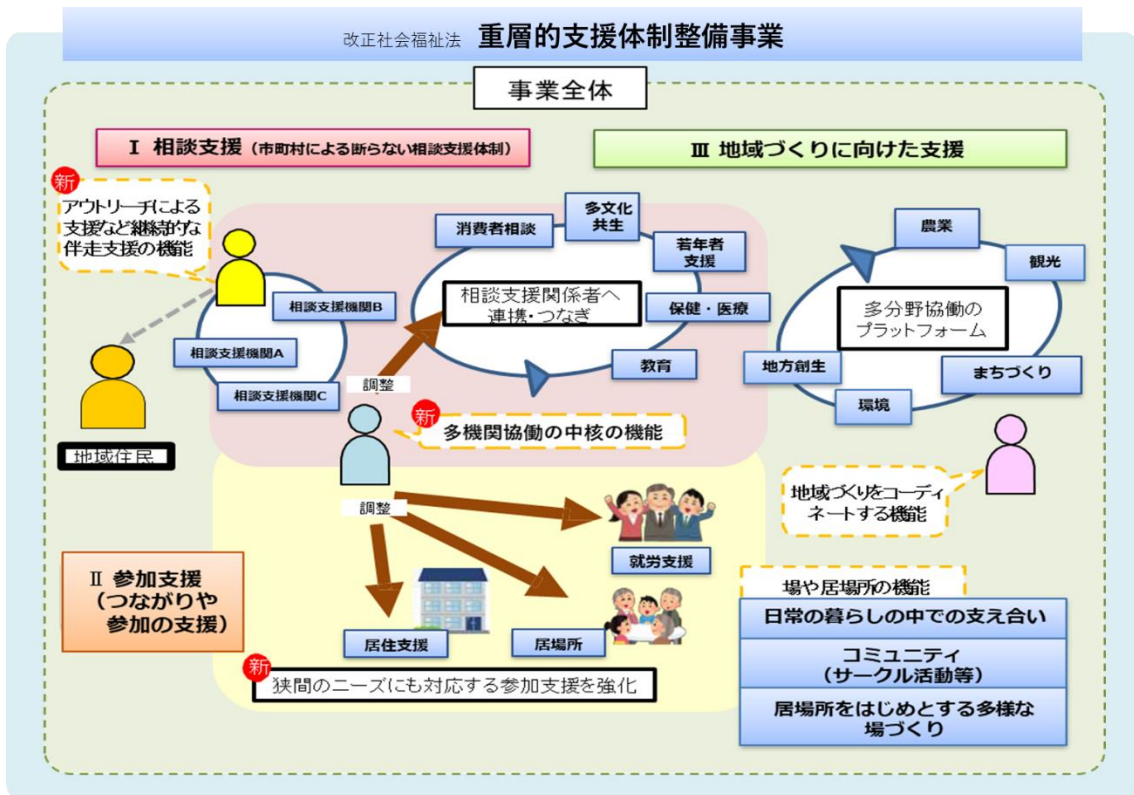 改正社会福祉法 重層的支援体制整備事業
事業全体
Ⅰ 相談支援(市町村による断らない相談支援体制)
Ⅲ 地域づくりに向けた支援
新
アウトリーチによる
支援など継続的な
伴走支援の機能
相談支援機関B
相談支援機関A
相談支援機関C
地域住民
消費者相談
多文化
共生
若年者
支援
保健・医療
教育
相談支援関係者へ
連携・つなぎ
調整
新
多機関協働の中核の機能
農業
観光
まちづくり
環境
地方創生
多分野協働の
プラットフォーム
地域づくりをコーディ
ネートする機能
調整
就労支援
居場所
居住支援
Ⅱ 参加支援
(つながりや
参加の支援)
新
狭間のニーズにも対応する参加支援を強化
場や居場所の機能
日常の暮らしの中での支え合い
コミュニティ
(サークル活動等)
居場所をはじめとする多様な
場づくり